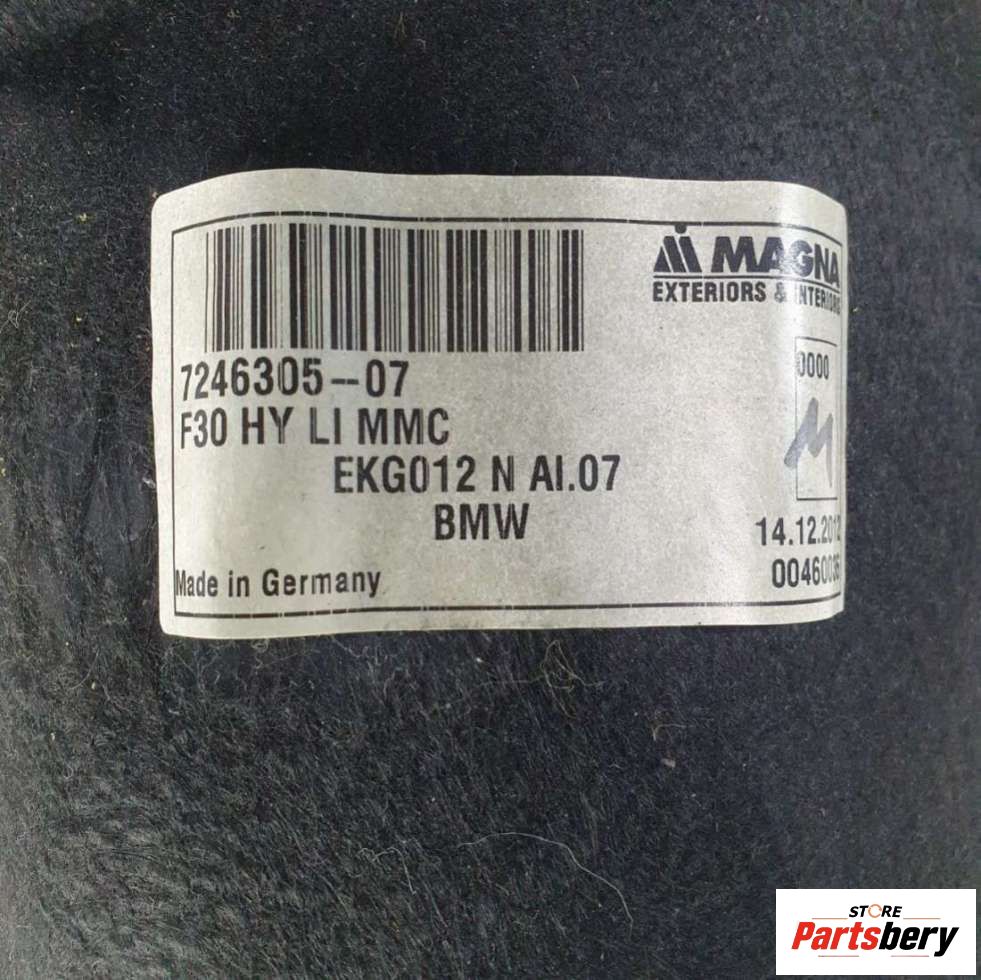 MAGNA
EXTERIORS & INTERIORS
7246305-07
0000
M
F30 HY LI MMC
EKG012 N AI.07
BMW
14.12.2012
Made in Germany
STORE
Partsbery